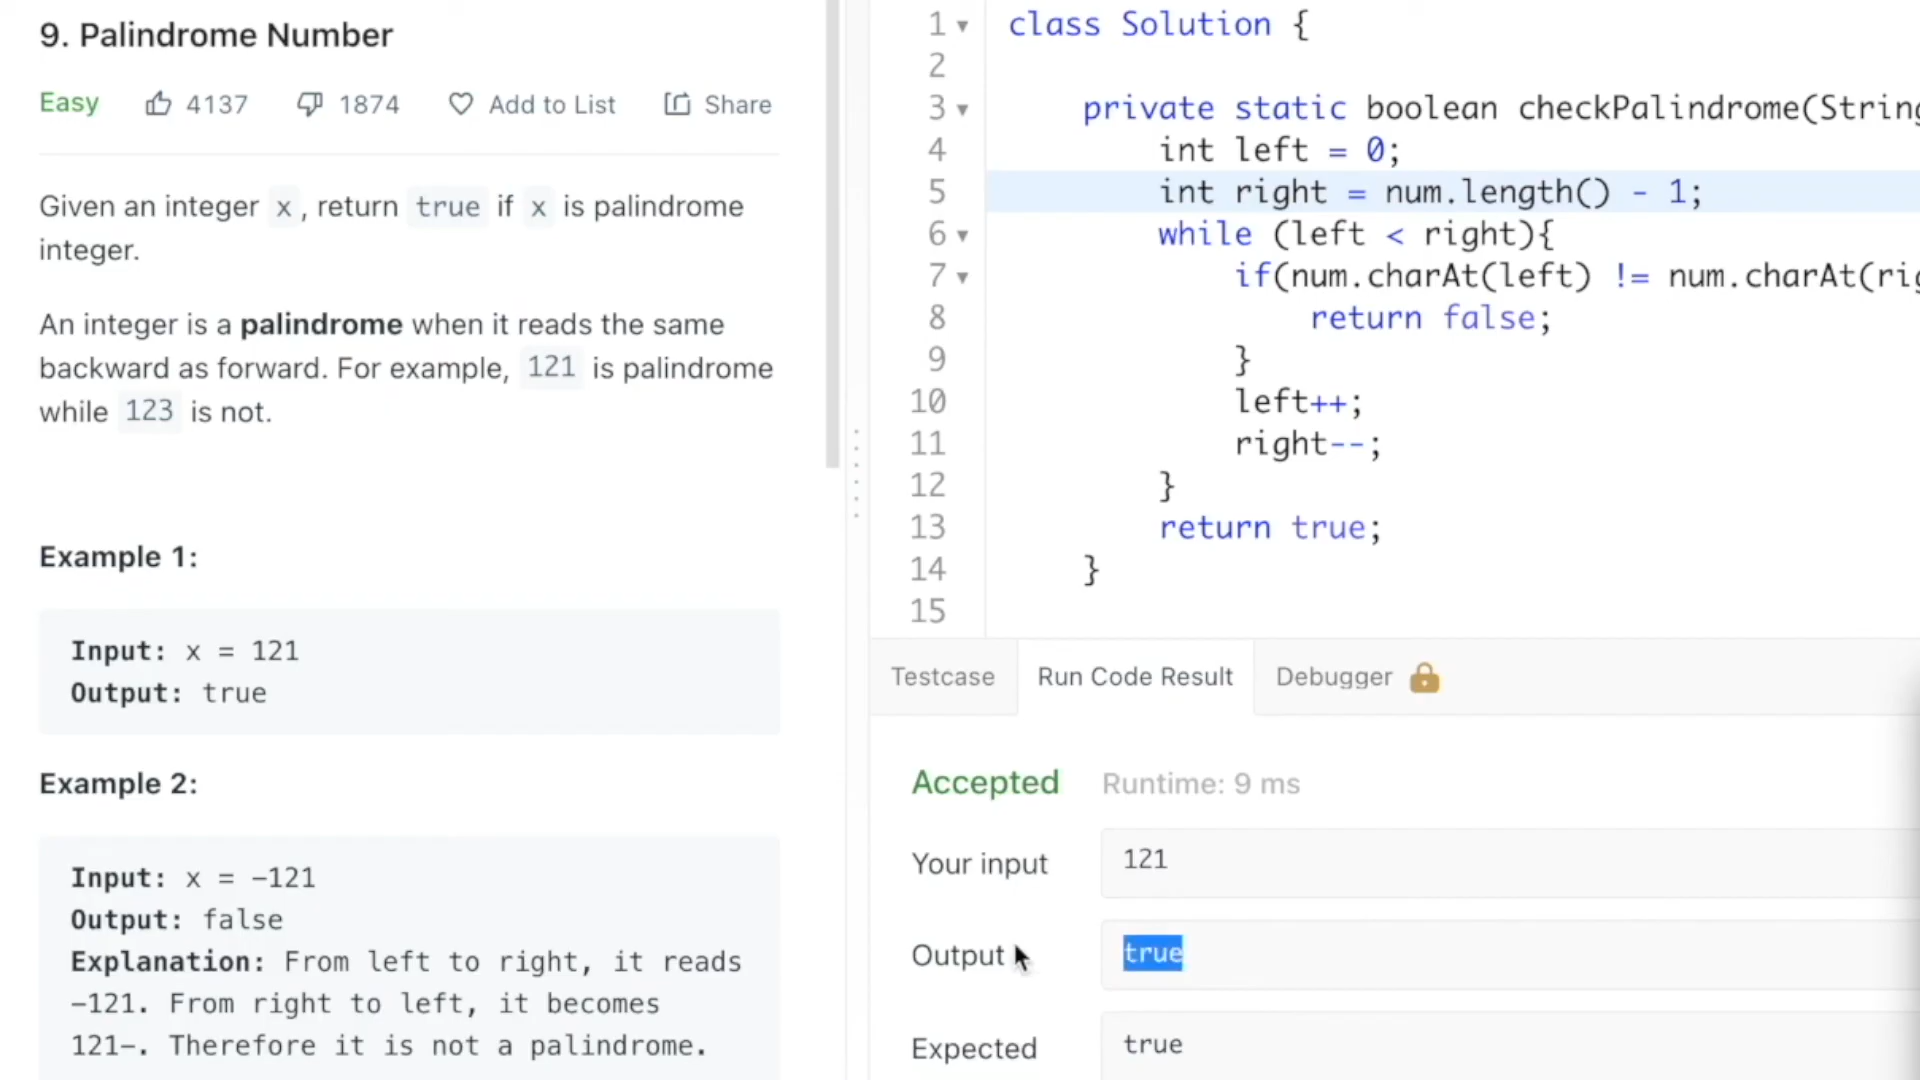 9. Palindrome Number
Easy 4137 1874 Add to List Share
Given an integer x, return true if x is palindrome
integer.
An integer is a palindrome when it reads the same
backward as forward. For example, 121 is palindrome
while 123 is not.
Example 1:
Input: x = 121
Output: true
Example 2:
Input: x = -121
Output: false
Explanation: From left to right, it reads
-121. From right to left, it becomes
121-. Therefore it is not a palindrome.
1 class Solution {
2
3 private static boolean checkPalindrome(String
4 int left = 0;
5 int right = num.length() - 1;
6 while (left < right){
7 if(num.charAt(left) != num.charAt(rig
8 return false;
9 }
10 left++;
11 right--;
12 }
13 return true;
14 }
15
Testcase Run Code Result Debugger
Accepted Runtime: 9 ms
Your input 121
Output true
Expected true